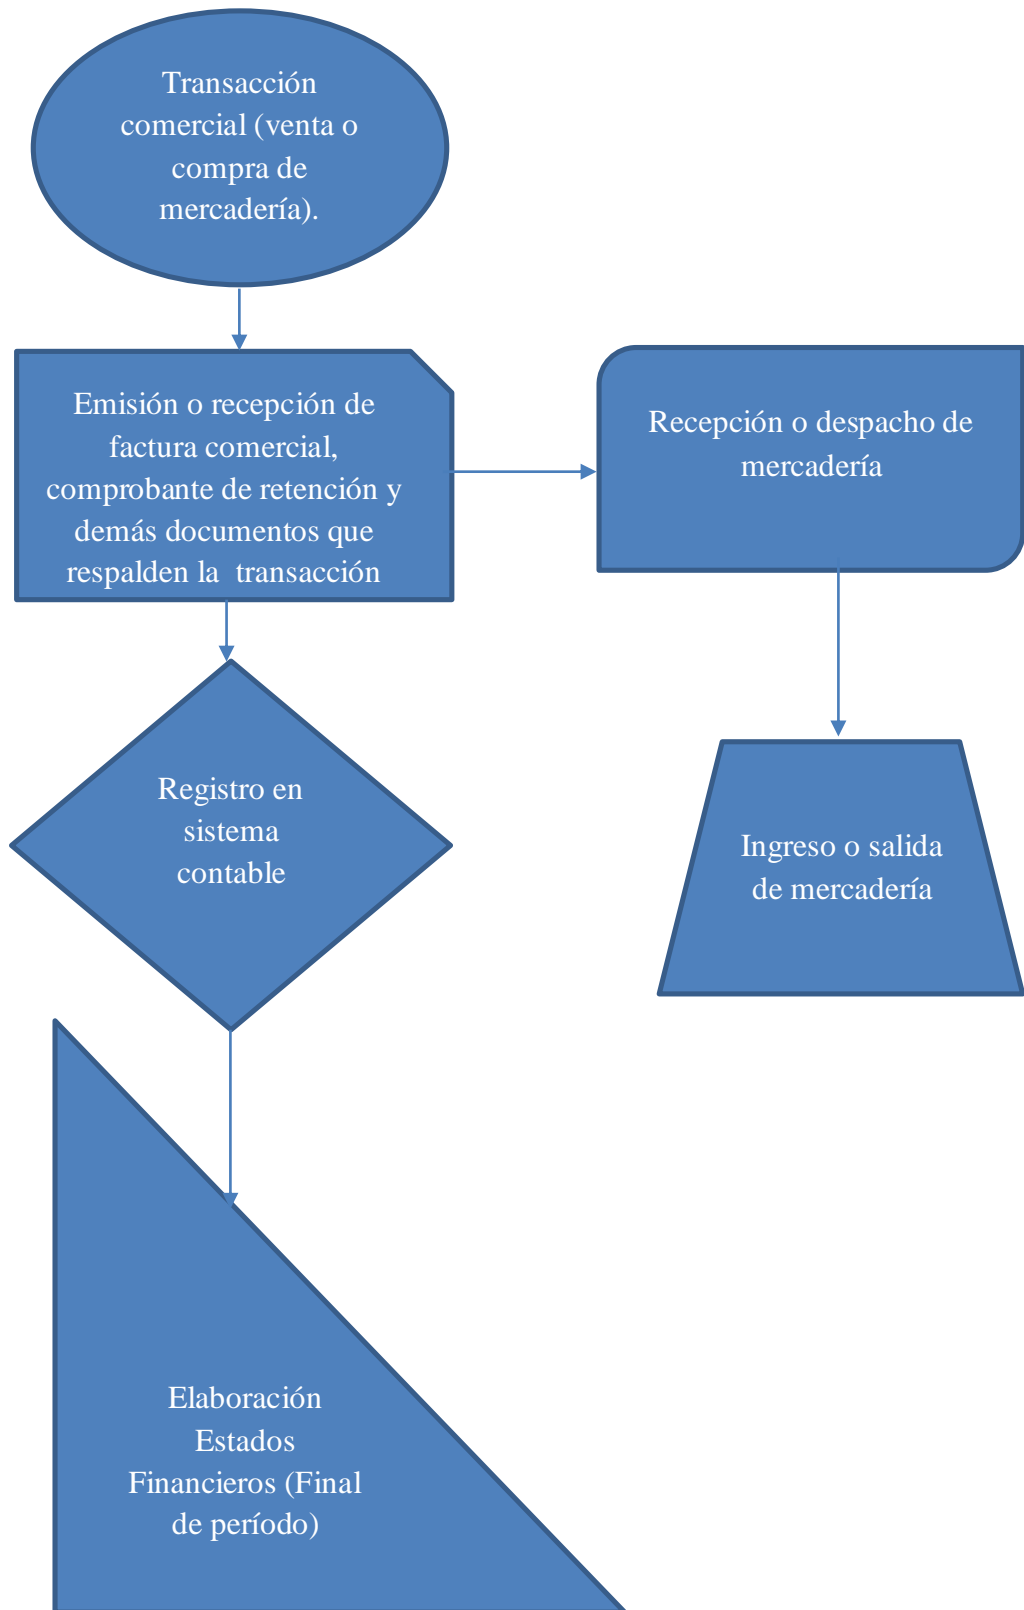 Transacción
comercial (venta o
compra de
mercadería).
Emisión o recepción de
factura comercial,
comprobante de retención y
demás documentos que
respalden la  transacción
Recepción o despacho de
mercadería
Registro en
sistema
contable
Ingreso o salida
de mercadería
Elaboración
Estados
Financieros (Final
de período)